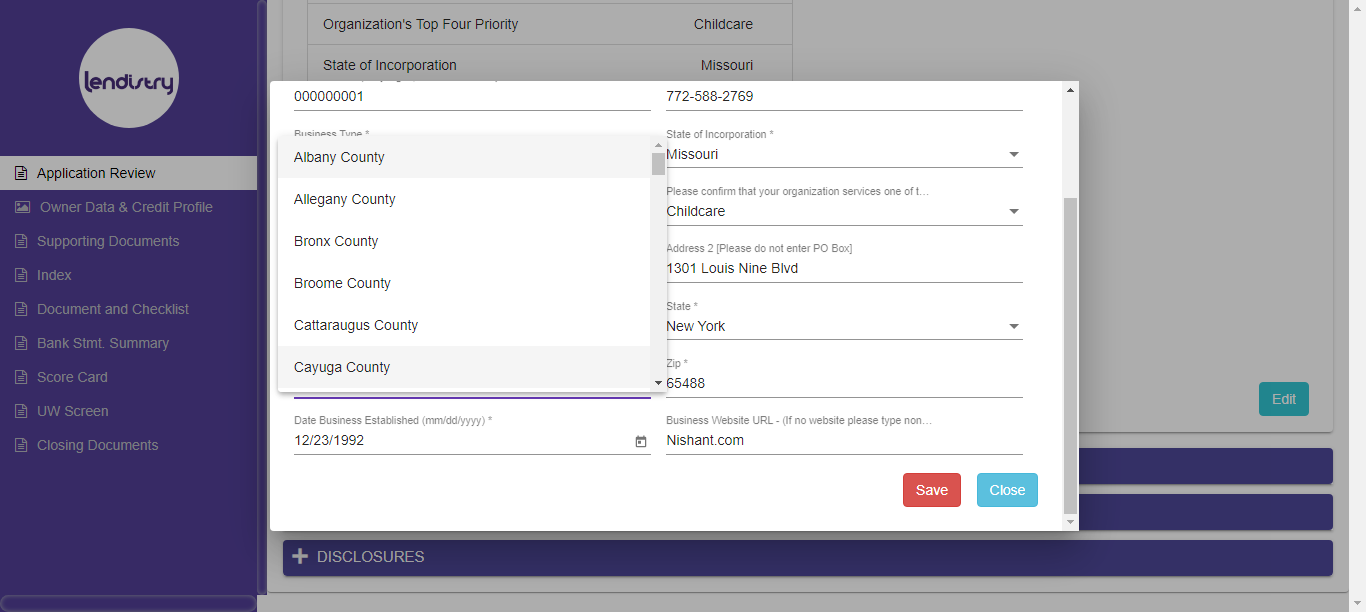 lendistry
Application Review
Owner Data & Credit Profile
Supporting Documents
Index
Document and Checklist
Bank Stmt. Summary
Score Card
UW Screen
Closing Documents
Organization's Top Four Priority Childcare
State of Incorporation Missouri
000000001 772-588-2769
Business Type * State of Incorporation *
Albany County Missouri
Allegany County
Please confirm that your organization services one of t...
Childcare
Bronx County
Address 2 [Please do not enter PO Box]
1301 Louis Nine Blvd
Broome County
State *
Cattaraugus County New York
Zip *
Cayuga County
65488
Date Business Established (mm/dd/yyyy) * Business Website URL - (If no website please type non...
12/23/1992 Nishant.com
Save Close
Edit
DISCLOSURES